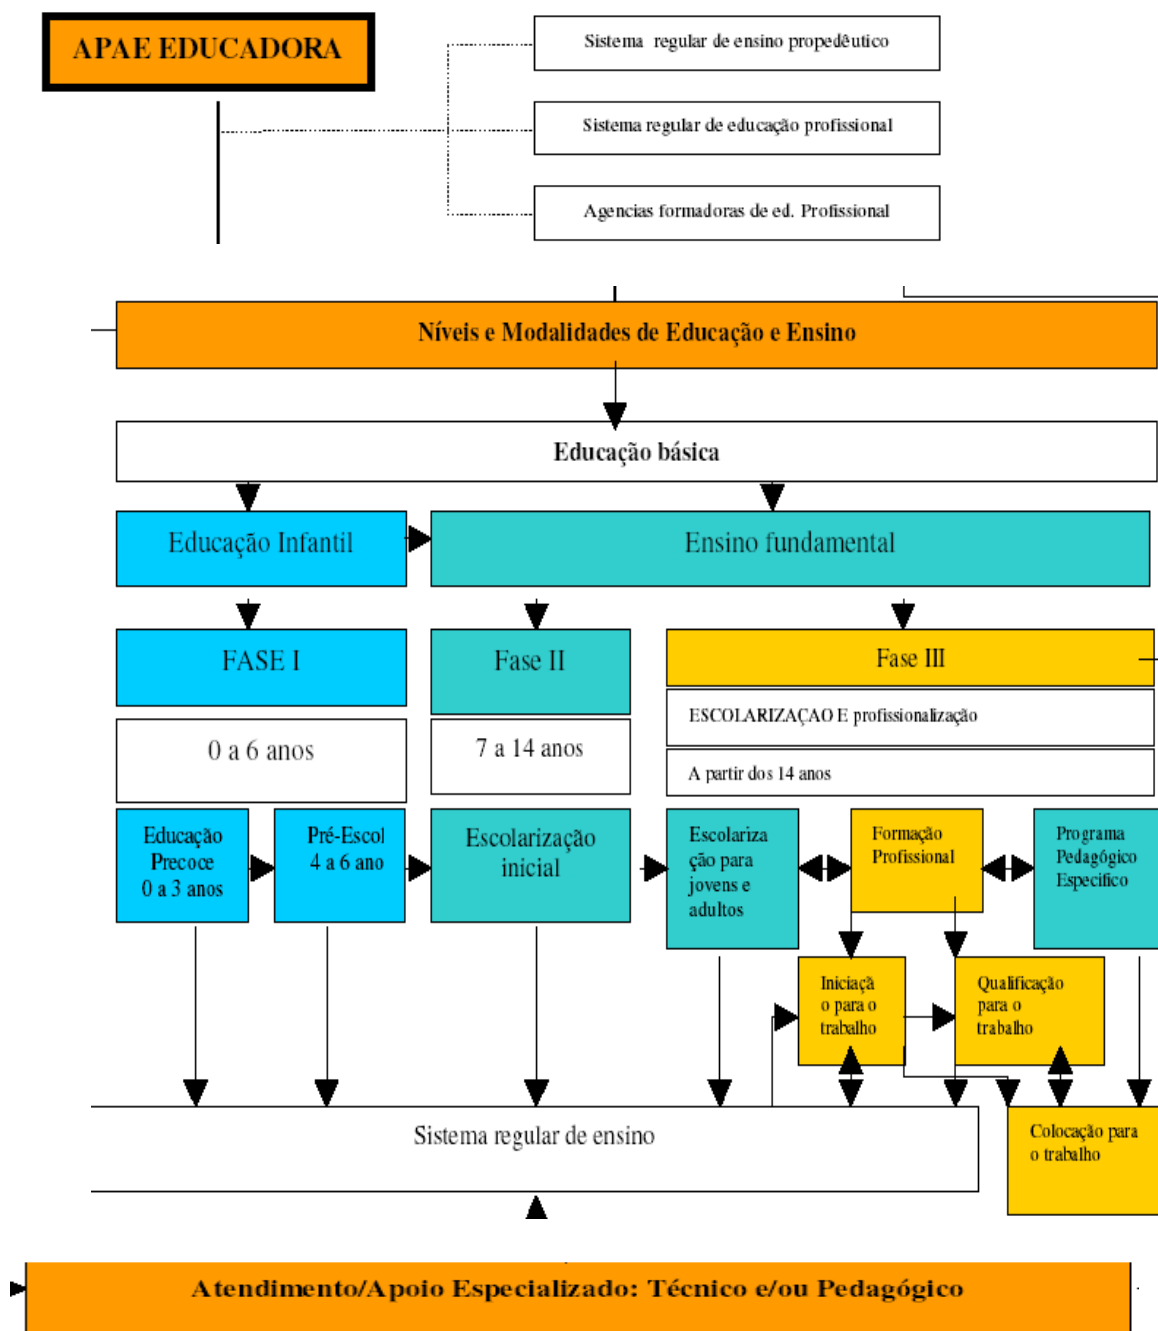 APAE EDUCADORA
Sistema regular de ensino propedêutico
Sistema regular de educação profissional
Agencias formadoras de ed. Profissional
Níveis e Modalidades de Educação e Ensino
Educação básica
Educação Infantil
Ensino fundamental
FASE I
Fase II
Fase III
ESCOLARIZAÇAO E profissionalização
0 a 6 anos
7 a 14 anos
A partir dos 14 anos
Educação
Precoce
0 a 3 anos
Pré-Escol
4 a 6 ano
Escolarização
inicial
Escolariza
ção para
jovens e
adultos
Formação
Profissional
Programa
Pedagógico
Especifico
Iniciaçã
o para o
trabalho
Qualificação
para o
trabalho
Sistema regular de ensino
Colocação para
o trabalho
Atendimento/Apoio Especializado: Técnico e/ou Pedagógico